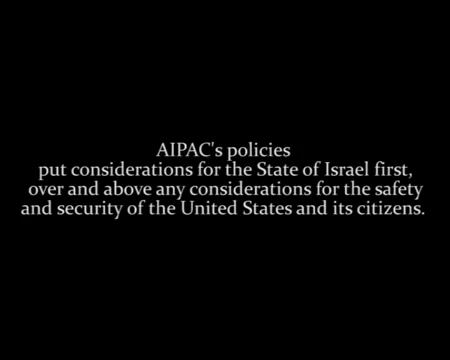 AIPAC's policies
put considerations for the State of Israel first,
over and above any considerations for the safety
and security of the United States and its citizens.